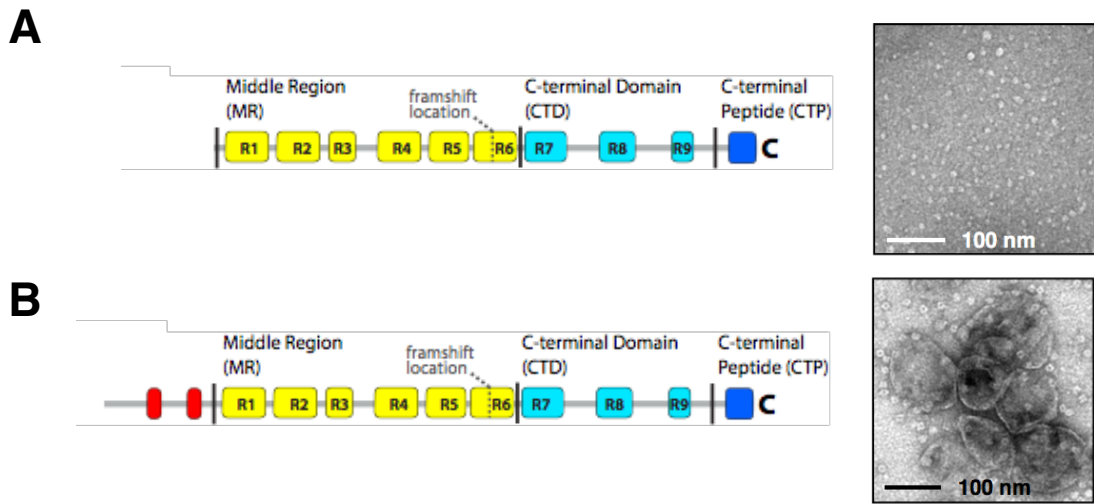 A
Middle Region
(MR)
framshift
location
C-terminal Domain
(CTD)
C-terminal
Peptide (CTP)
R1 R2 R3 R4 R5 R6 R7 R8 R9 C
100 nm
B
Middle Region
(MR)
framshift
location
C-terminal Domain
(CTD)
C-terminal
Peptide (CTP)
R1 R2 R3 R4 R5 R6 R7 R8 R9 C
100 nm